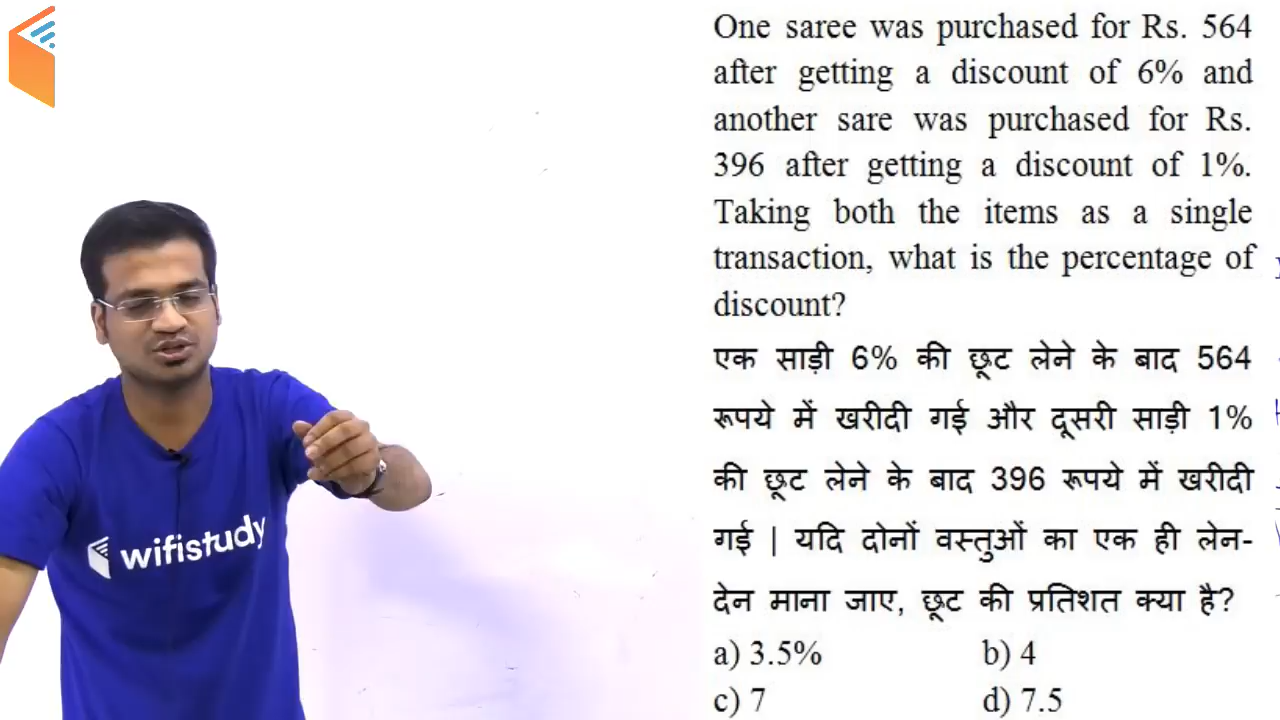 One saree was purchased for Rs. 564
after getting a discount of 6% and
another sare was purchased for Rs.
396 after getting a discount of 1%.
Taking both the items as a single
transaction, what is the percentage of
discount?
एक साड़ी 6% की छूट लेने के बाद 564
रूपये में खरीदी गई और दूसरी साड़ी 1%
की छूट लेने के बाद 396 रूपये में खरीदी
गई | यदि दोनों वस्तुओं का एक ही लेन-
देन माना जाए, छूट की प्रतिशत क्या है?
a) 3.5% b) 4
c) 7 d) 7.5
wifistudy